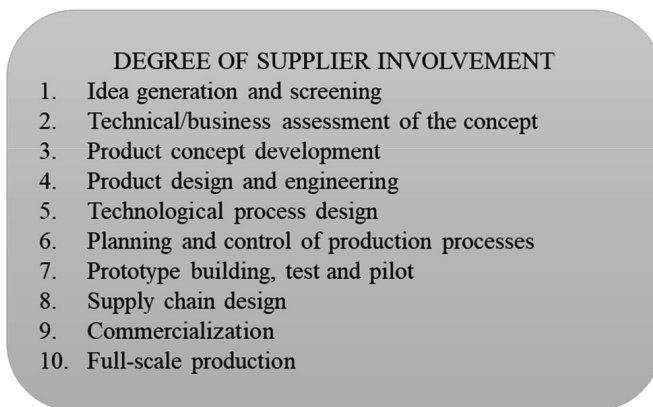 DEGREE OF SUPPLIER INVOLVEMENT
1. Idea generation and screening
2. Technical/business assessment of the concept
3. Product concept development
4. Product design and engineering
5. Technological process design
6. Planning and control of production processes
7. Prototype building, test and pilot
8. Supply chain design
9. Commercialization
10. Full-scale production